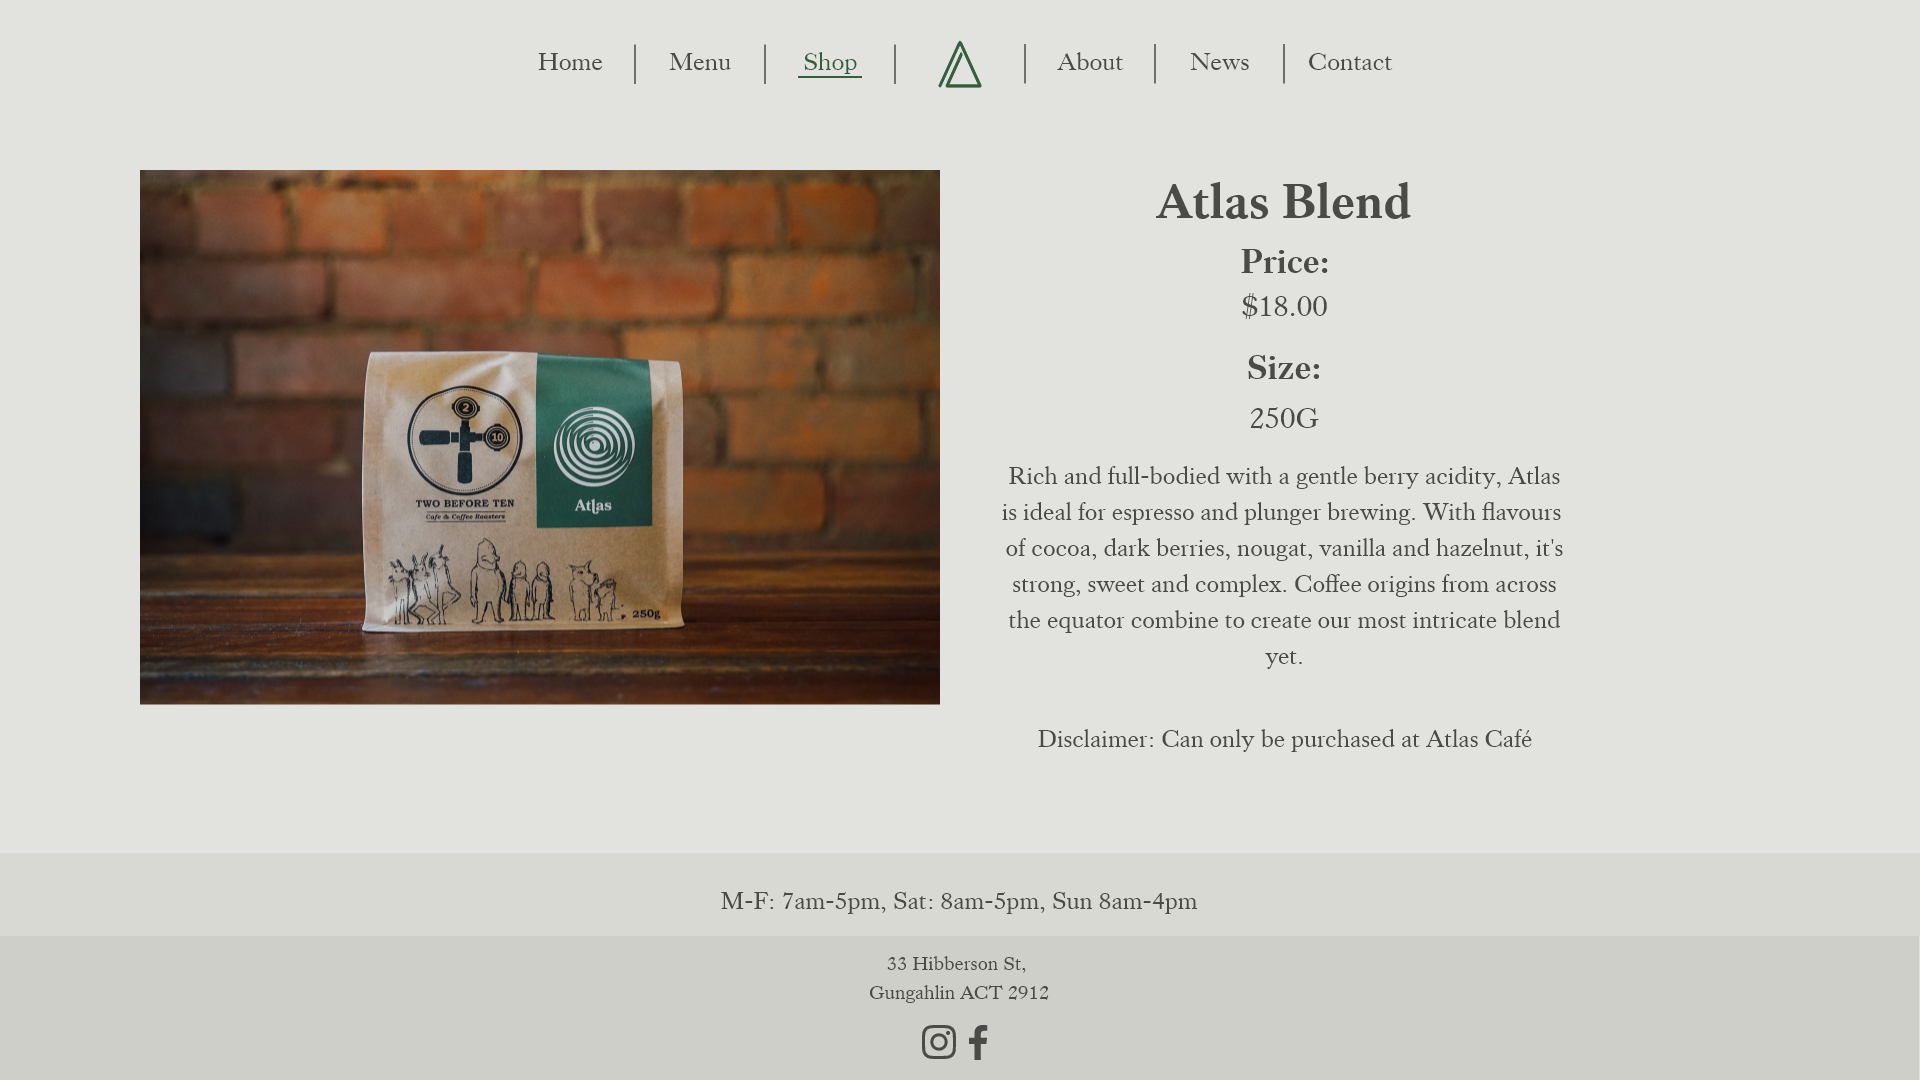 Home
Menu
Shop
About
News
Contact
2
10
TWO BEFORE TEN
Cafe & Coffee Roasters
Atlas
250g
Atlas Blend
Price:
$18.00
Size:
250G
Rich and full-bodied with a gentle berry acidity, Atlas
is ideal for espresso and plunger brewing. With flavours
of cocoa, dark berries, nougat, vanilla and hazelnut, it's
strong, sweet and complex. Coffee origins from across
the equator combine to create our most intricate blend
yet.
Disclaimer: Can only be purchased at Atlas Café
M-F: 7am-5pm, Sat: 8am-5pm, Sun 8am-4pm
33 Hibberson St,
Gungahlin ACT 2912